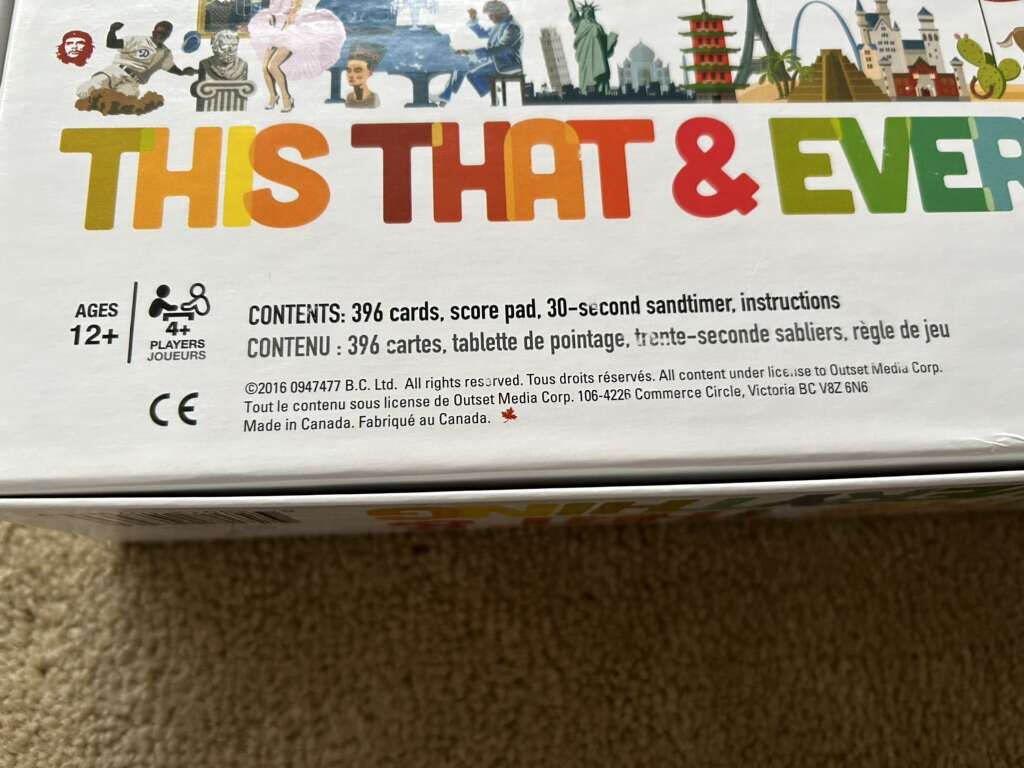 THIS THAT & EVER
AGES
12+
4+
PLAYERS
JOUEURS
CONTENTS: 396 cards, score pad, 30-second sandtimer, instructions
CONTENU : 396 cartes, tablette de pointage, trente-seconde sabliers, règle de jeu
©2016 0947477 B.C. Ltd. All rights reserved. Tous droits réservés. All content under license to Outset Media Corp.
Tout le contenu sous license de Outset Media Corp. 106-4226 Commerce Circle, Victoria BC V8Z 6N6
Made in Canada. Fabriqué au Canada.
CE